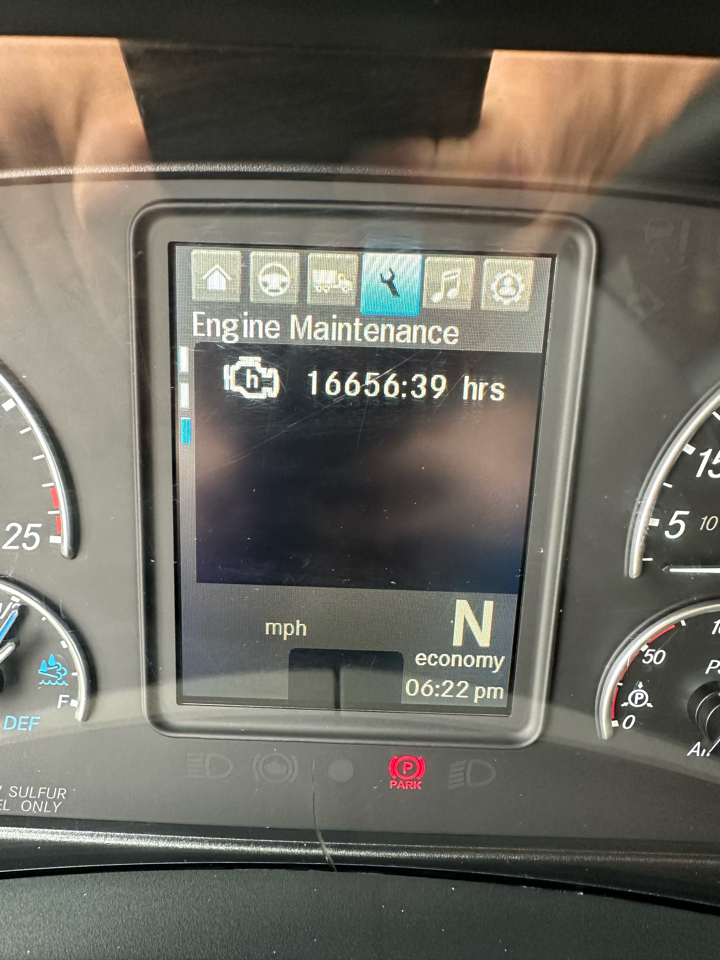 Engine Maintenance
h 16656:39 hrs
15
25
5 10
mph
N
economy
50
06:22 pm
F
DEF
P
0
P
PARK
SULFUR
ONLY